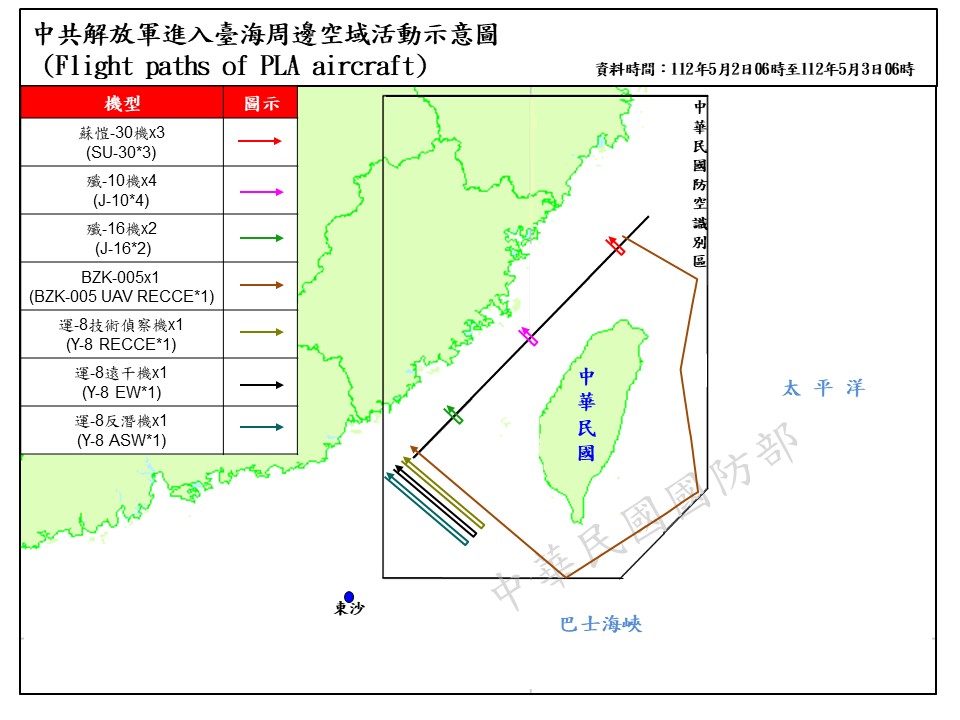 中共解放軍進入臺海周邊空域活動示意圖
(Flight paths of PLA aircraft)
資料時間：112年5月2日06時至112年5月3日06時
機型 圖示
蘇愷-30機x3
(SU-30*3)
殲-10機x4
(J-10*4)
殲-16機x2
(J-16*2)
BZK-005x1
(BZK-005 UAV RECCE*1)
運-8技術偵察機x1
(Y-8 RECCE*1)
運-8遠干機x1
(Y-8 EW*1)
運-8反潛機x1
(Y-8 ASW*1)
中華民國防空識別區
中華民國
太平洋
中華民國國防部
東沙
巴士海峽